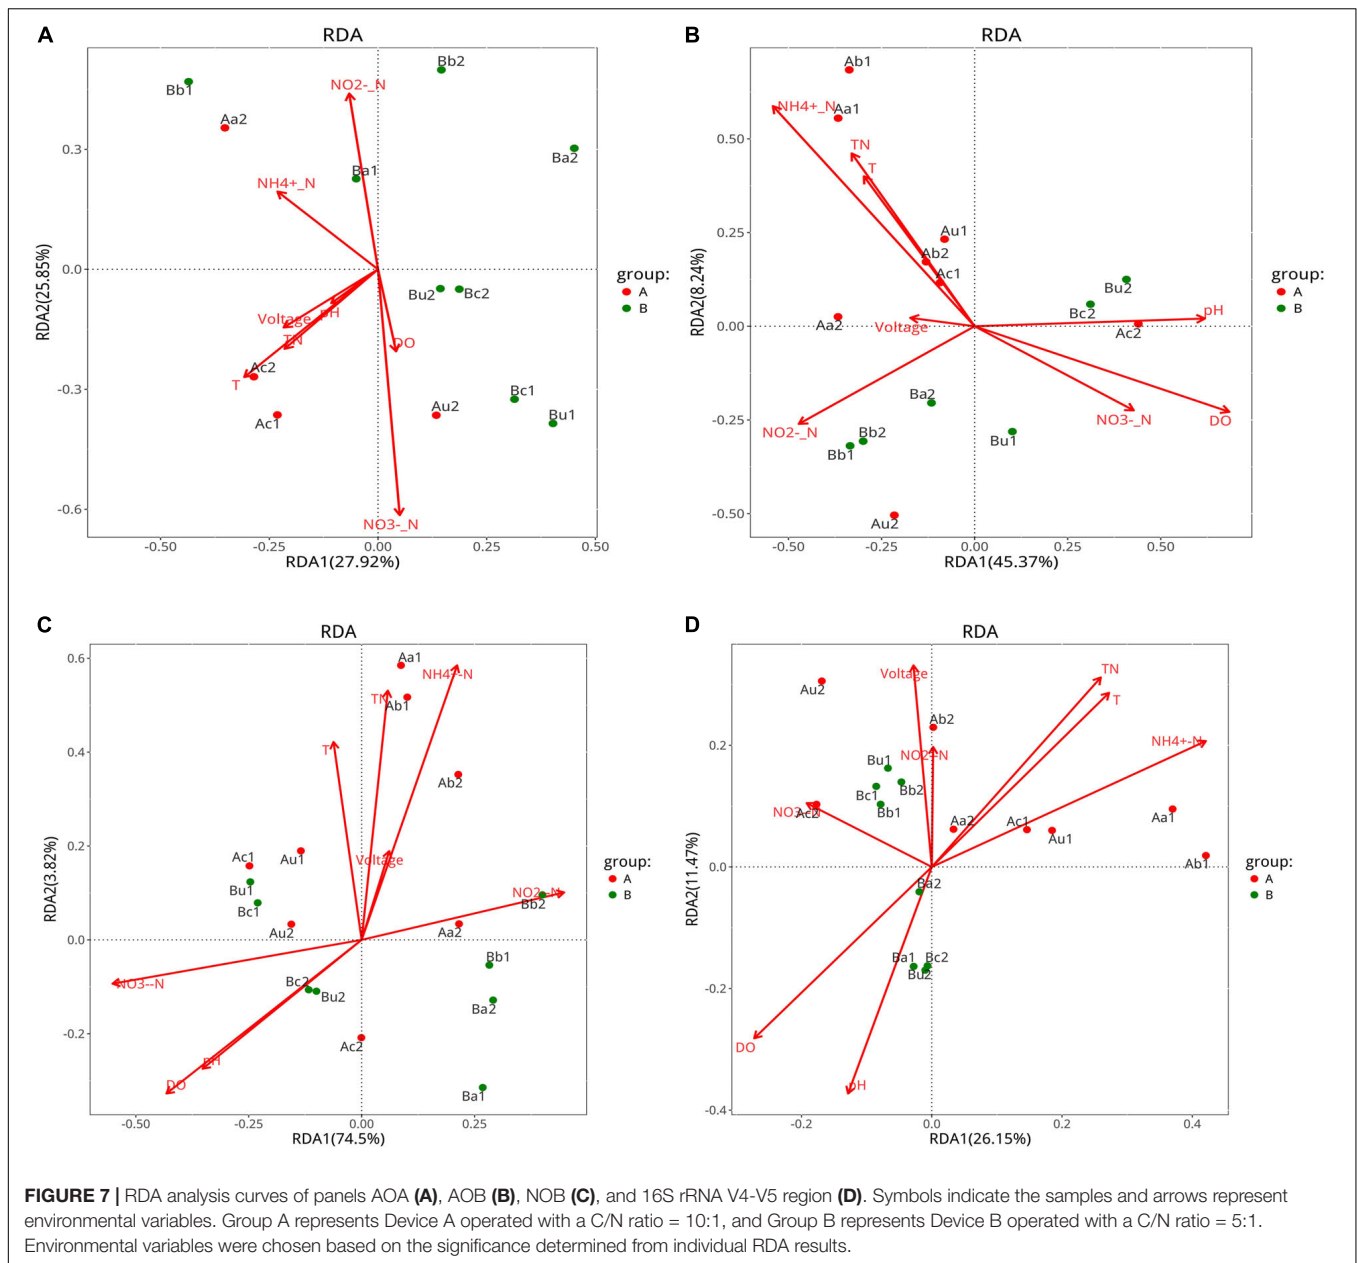 A
RDA
Bb2
Bb1
NO2-_N
Aa2
0.3
Ba2
Ba1
NH4+_N
RDA2(25.85%)
0.0
group:
A
B
Bu2
Bc2
Voltage
pH
TN
DO
Ac2
T
-0.3
Bc1
Au2
Bu1
Ac1
-0.6
NO3-_N
-0.50
-0.25
0.00
0.25
0.50
RDA1(27.92%)
B
RDA
Ab1
NH4+_N
Aa1
0.50
TN
T
0.25
Au1
Ab2
Ac1
RDA2(8.24%)
Bu2
Bc2
pH
group:
A
B
Aa2
0.00
Voltage
Ac2
Ba2
-0.25
NO3-_N
DO
NO2-_N
Bb2
Bu1
Bb1
-0.50
Au2
-0.50
-0.25
0.00
0.25
0.50
RDA1(45.37%)
C
RDA
0.6
Aa1
NH4+-N
TN
Ab1
T
0.4
Ab2
0.2
Ac1
Au1
Voltage
RDA2(3.82%)
group:
A
B
Bu1
NO2--N
Bc1
Bb2
Au2
Aa2
0.0
Bb1
NO3--N
Bc2
Bu2
Ba2
-0.2
Ac2
pH
DO
Ba1
-0.50
-0.25
0.00
0.25
RDA1(74.5%)
D
RDA
Voltage
TN
Au2
T
Ab2
0.2
NO2--N
NH4+-N
Bu1
Bc1
Bb2
NO3--N
Ac2
Bb1
Aa2
Ac1
Au1
Aa1
Ab1
RDA2(11.47%)
0.0
group:
A
B
Ba2
Ba1
Bc2
Bu2
-0.2
DO
pH
-0.4
-0.2
0.0
0.2
0.4
RDA1(26.15%)
FIGURE 7 | RDA analysis curves of panels AOA (A), AOB (B), NOB (C), and 16S rRNA V4-V5 region (D). Symbols indicate the samples and arrows represent
environmental variables. Group A represents Device A operated with a C/N ratio = 10:1, and Group B represents Device B operated with a C/N ratio = 5:1.
Environmental variables were chosen based on the significance determined from individual RDA results.